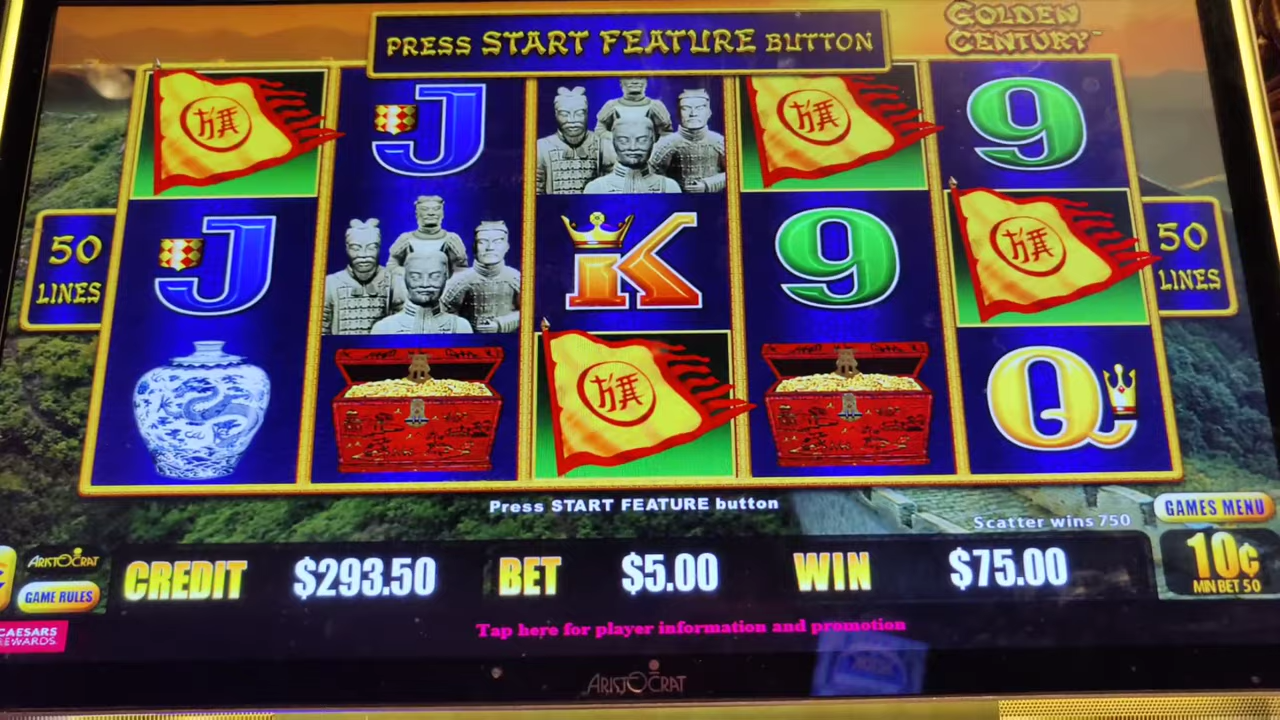 GOLDEN
CENTURY™
PRESS START FEATURE BUTTON
旗
J
旗
9
50
LINES
J
K
9
旗
50
LINES
旗
Q
Press START FEATURE button
Scatter wins 750
GAMES MENU
ARISTOCRAT
GAME RULES
CREDIT $293.50 BET $5.00 WIN $75.00
10¢
MIN BET 50
CAESARS
REWARDS
Tap here for player information and promotion
ARISTOCRAT